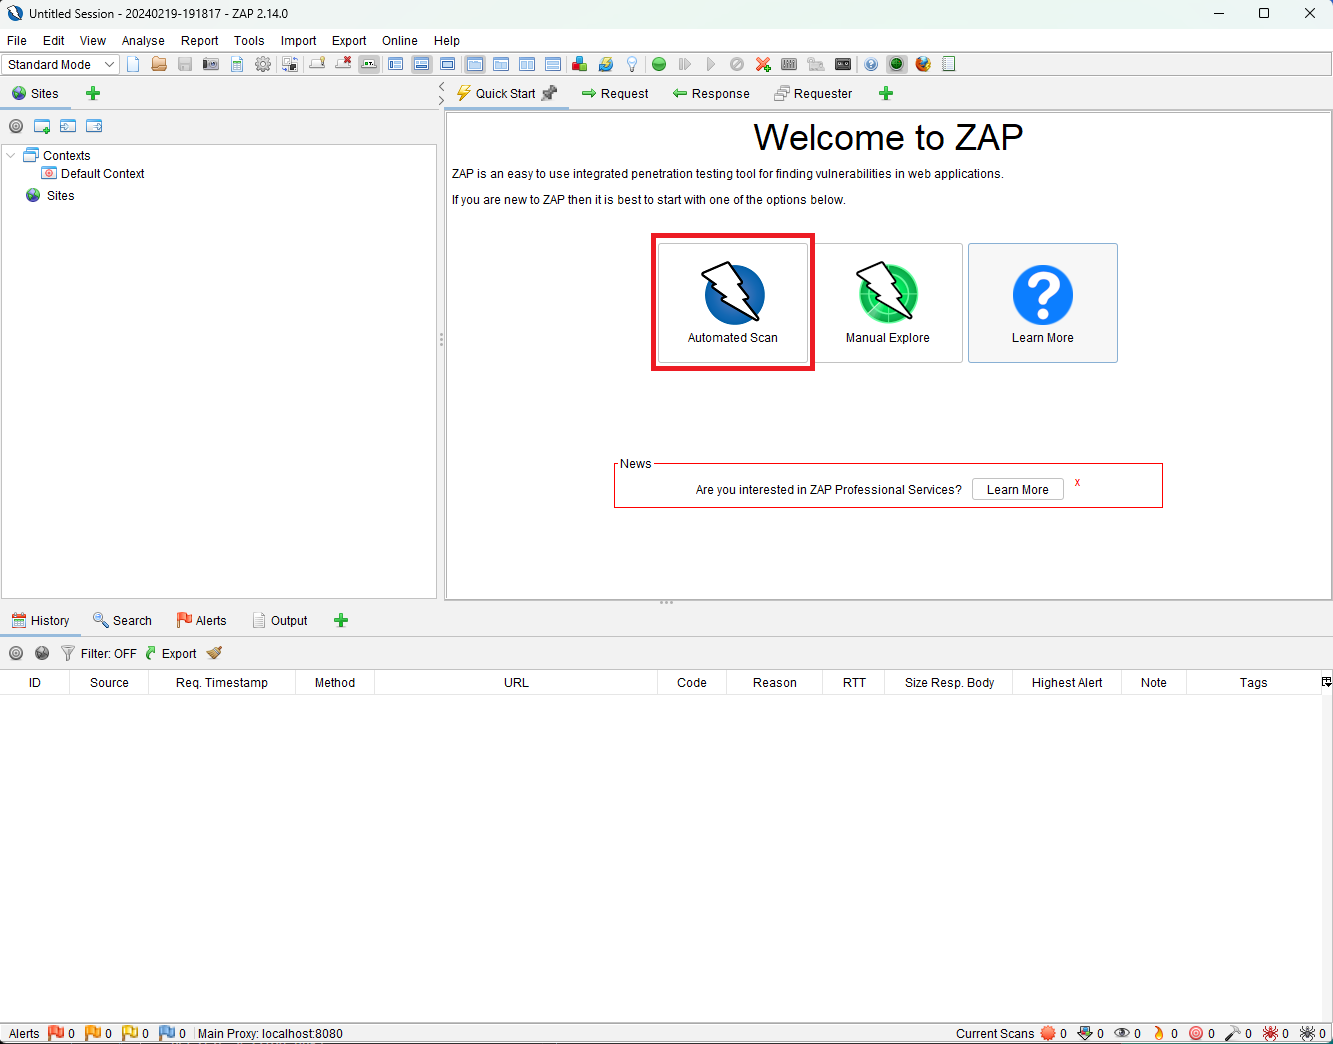 Untitled Session - 20240219-191817 - ZAP 2.14.0
File Edit View Analyse Report Tools Import Export Online Help
Standard Mode
Sites
Quick Start Request Response Requester
Contexts
Default Context
Sites
Welcome to ZAP
ZAP is an easy to use integrated penetration testing tool for finding vulnerabilities in web applications.
If you are new to ZAP then it is best to start with one of the options below.
Automated Scan Manual Explore Learn More
News
Are you interested in ZAP Professional Services? Learn More x
History Search Alerts Output
Filter: OFF Export
ID Source Req. Timestamp Method URL Code Reason RTT Size Resp. Body Highest Alert Note Tags
Alerts 0 0 0 0 Main Proxy: localhost:8080 Current Scans 0 0 0 0 0 0 0 0